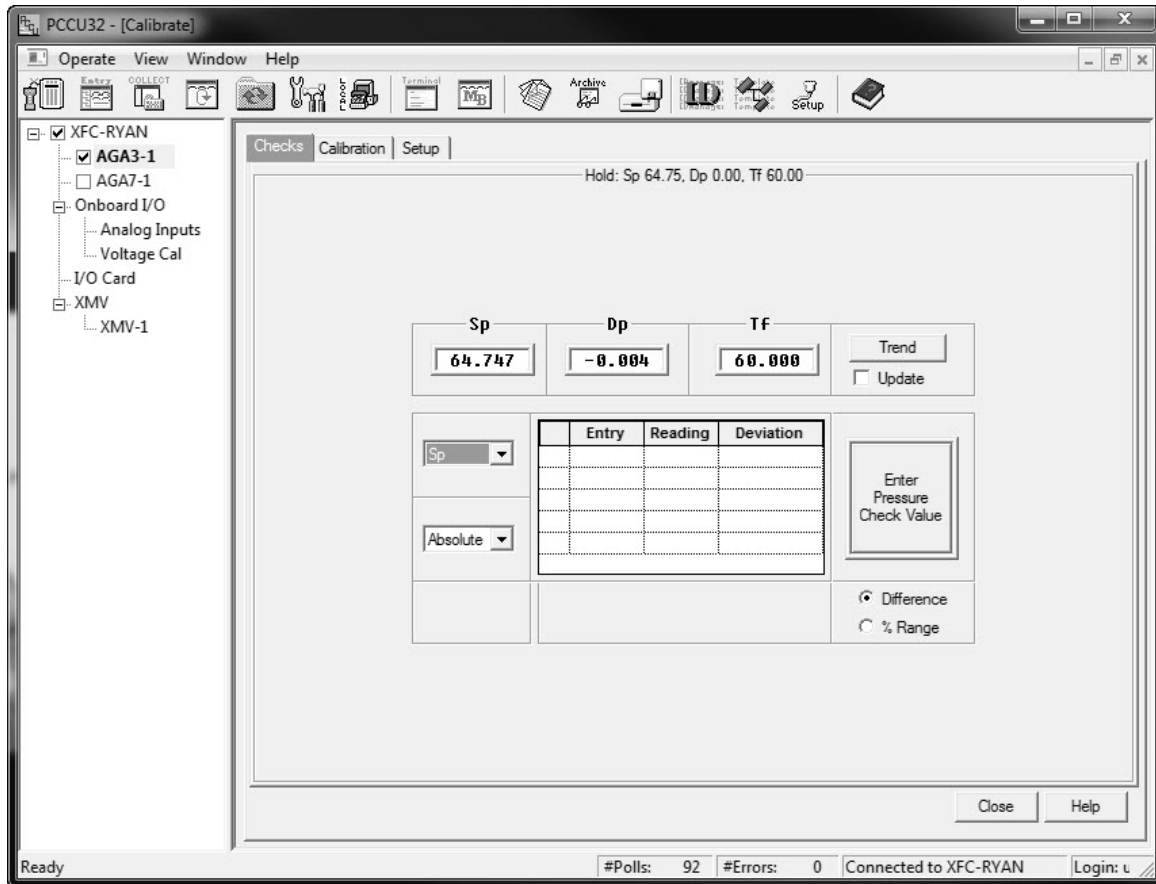 PCCU32 - [Calibrate]
Operate View Window Help
Entry COLLECT Terminal MB Archive ID Setup
XFC-RYAN
AGA3-1
AGA7-1
Onboard I/O
Analog Inputs
Voltage Cal
I/O Card
XMV
XMV-1
Checks Calibration Setup
Hold: Sp 64.75, Dp 0.00, Tf 60.00
Sp Dp Tf
64.747 -0.004 60.000
Trend
Update
Sp
Absolute
Entry Reading Deviation
Enter
Pressure
Check Value
Difference
% Range
Close Help
Ready #Polls: 92 #Errors: 0 Connected to XFC-RYAN Login: u